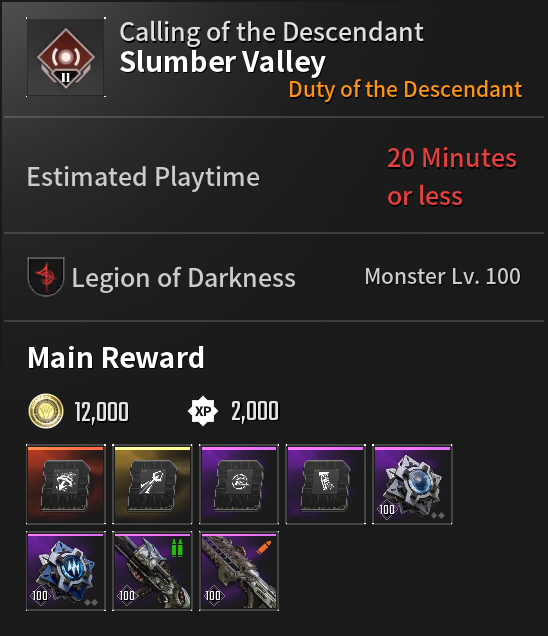 Calling of the Descendant
II
Slumber Valley
Duty of the Descendant
Estimated Playtime
20 Minutes
or less
Legion of Darkness
Monster Lv. 100
Main Reward
12,000
XP
2,000
100
100
100
100